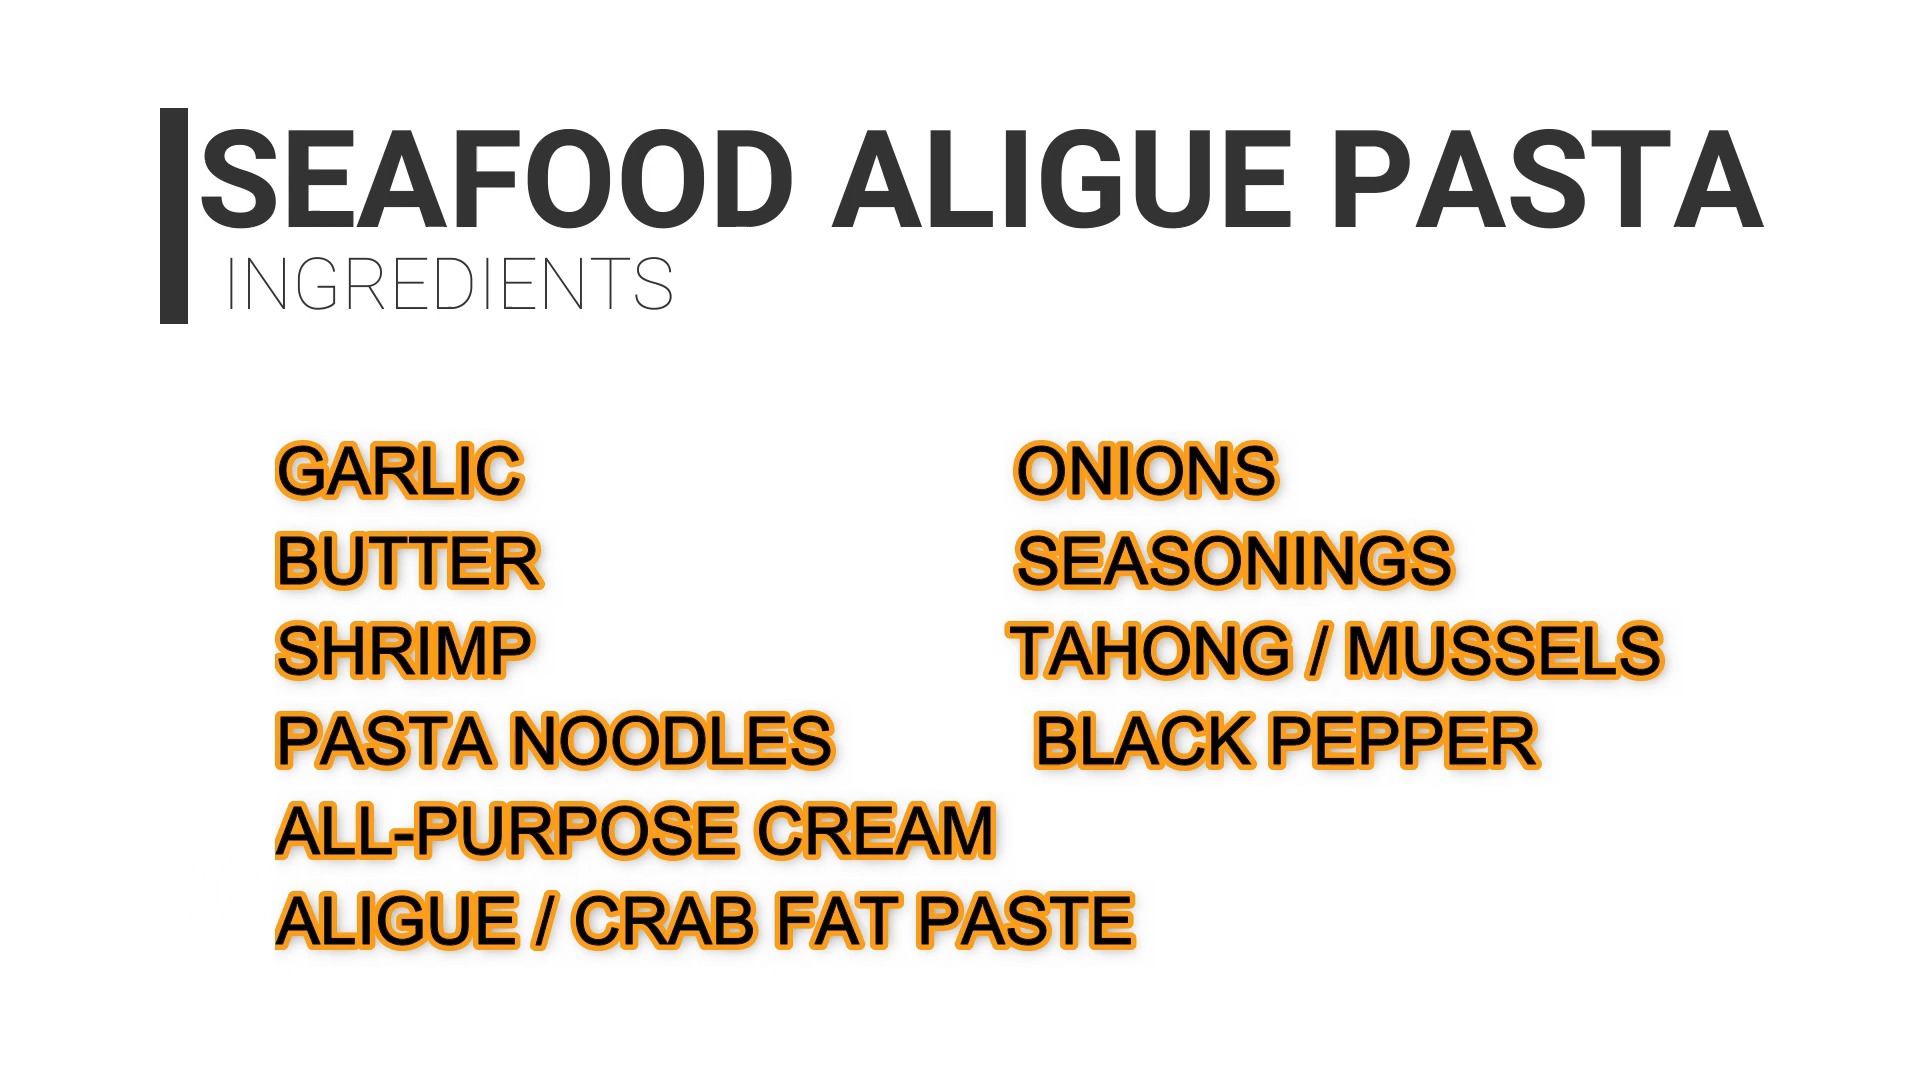 SEAFOOD ALIGUE PASTA
INGREDIENTS
GARLIC
BUTTER
SHRIMP
PASTA NOODLES
ALL-PURPOSE CREAM
ALIGUE / CRAB FAT PASTE
ONIONS
SEASONINGS
TAHONG / MUSSELS
BLACK PEPPER